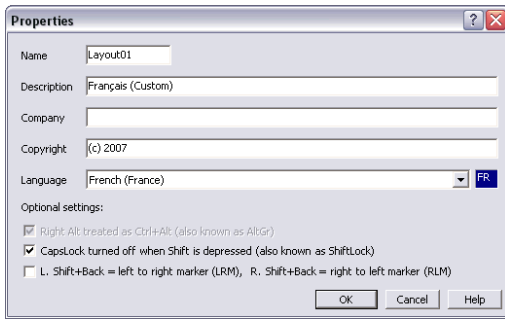 Properties
Name Layout01
Description Français (Custom)
Company
Copyright (c) 2007
Language French (France) FR
Optional settings:
Right Alt treated as Ctrl+Alt (also known as AltGr)
CapsLock turned off when Shift is depressed (also known as ShiftLock)
L. Shift+Back = left to right marker (LRM), R. Shift+Back = right to left marker (RLM)
OK Cancel Help